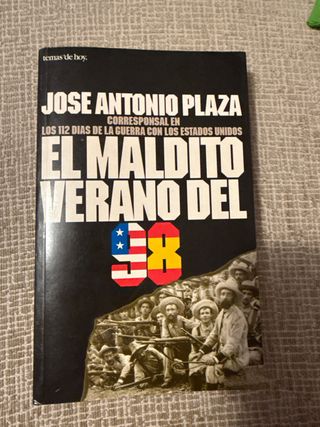 temas de hoy.
JOSE ANTONIO PLAZA
CORRESPONSAL EN
LOS 112 DIAS DE LA GUERRA CON LOS ESTADOS UNIDOS
EL MALDITO
VERANO DEL
98